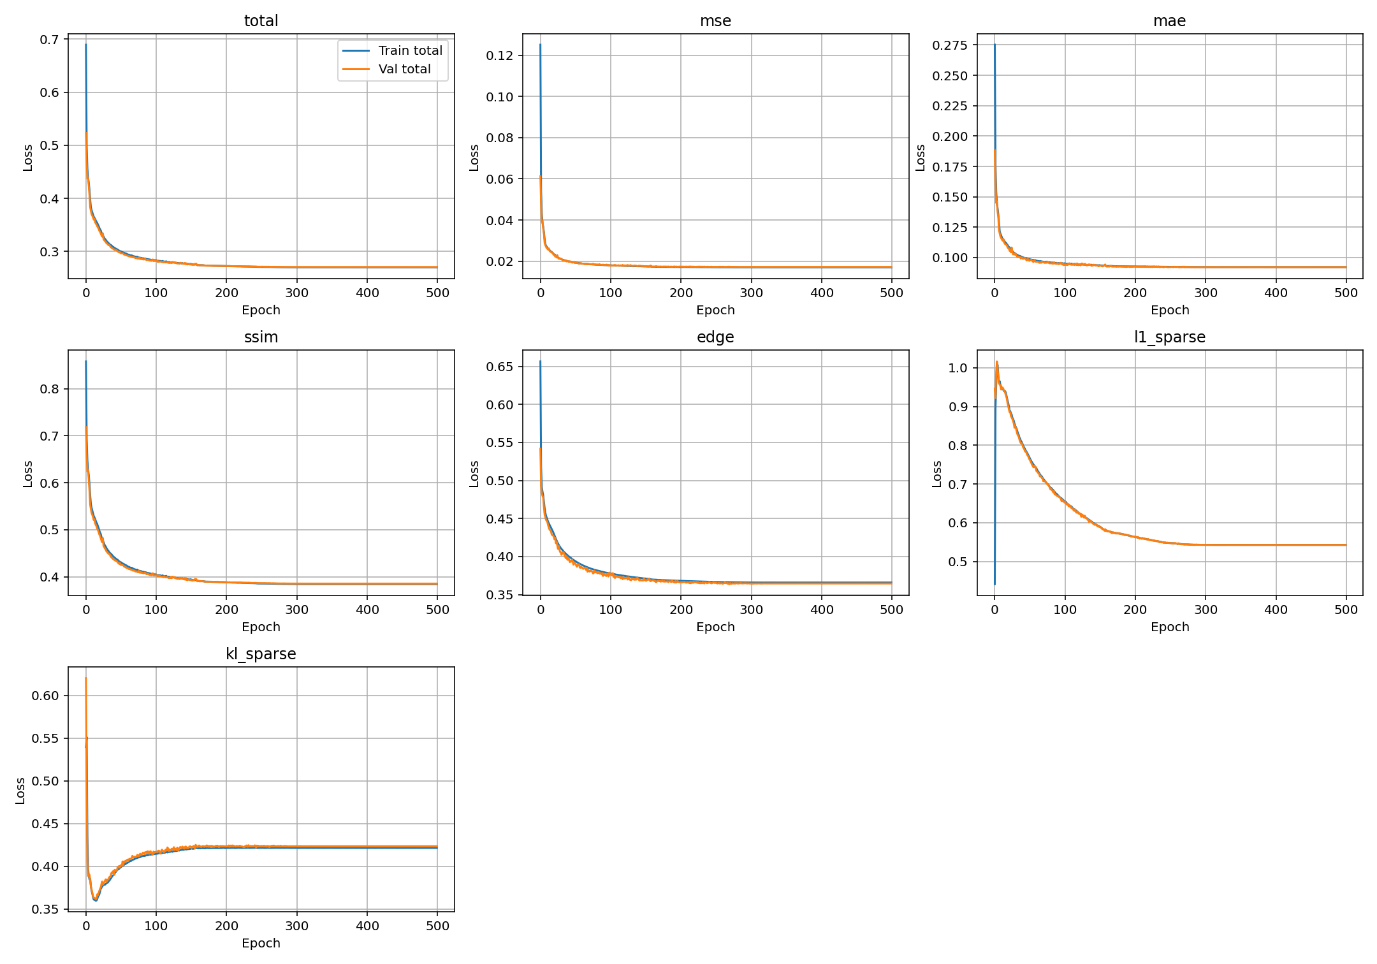 total
mse
mae
0.7
0.6
0.5
0.4
0.3
Loss
Train total
Val total
0 100 200 300 400 500
Epoch
0.12
0.10
0.08
0.06
0.04
0.02
Loss
0 100 200 300 400 500
Epoch
0.275
0.250
0.225
0.200
0.175
0.150
0.125
0.100
Loss
0 100 200 300 400 500
Epoch
ssim
edge
l1_sparse
0.8
0.7
0.6
0.5
0.4
Loss
0 100 200 300 400 500
Epoch
0.65
0.60
0.55
0.50
0.45
0.40
0.35
Loss
0 100 200 300 400 500
Epoch
1.0
0.9
0.8
0.7
0.6
0.5
Loss
0 100 200 300 400 500
Epoch
kl_sparse
0.60
0.55
0.50
0.45
0.40
0.35
Loss
0 100 200 300 400 500
Epoch